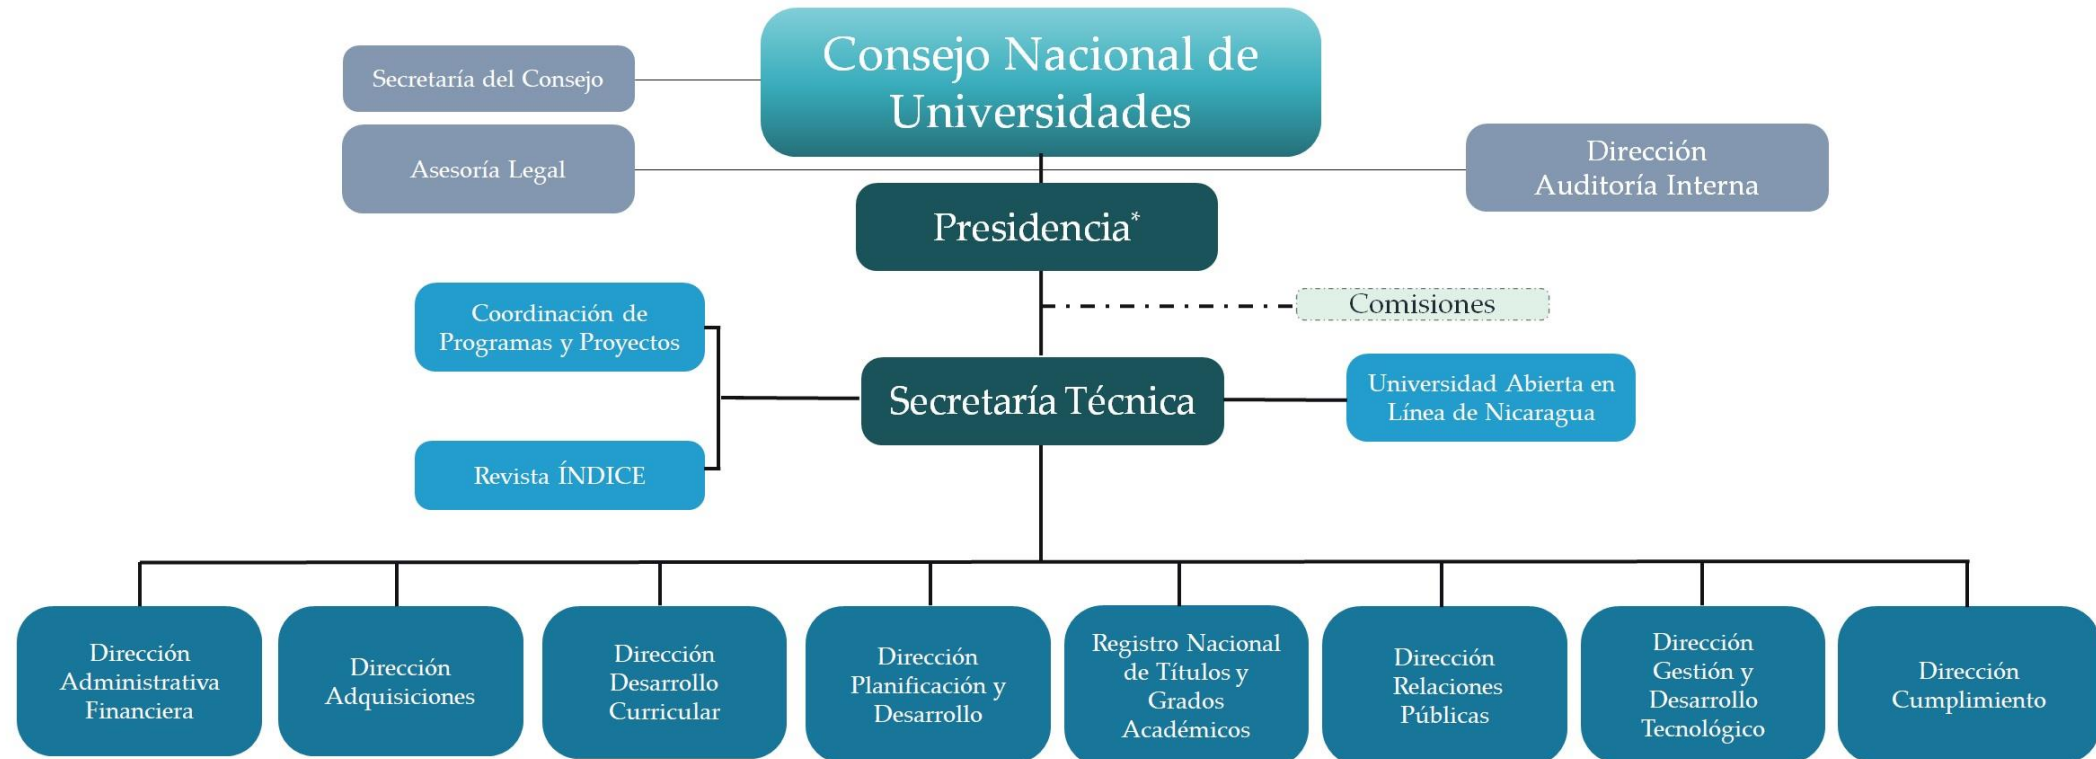 Consejo Nacional de
Universidades
Secretaría del Consejo
Asesoría Legal
Dirección
Auditoría Interna
Presidencia*
Comisiones
Coordinación de
Programas y Proyectos
Secretaría Técnica
Universidad Abierta en
Línea de Nicaragua
Revista ÍNDICE
Dirección
Administrativa
Financiera
Dirección
Adquisiciones
Dirección
Desarrollo
Curricular
Dirección
Planificación y
Desarrollo
Registro Nacional
de Títulos y
Grados
Académicos
Dirección
Relaciones
Públicas
Dirección
Gestión y
Desarrollo
Tecnológico
Dirección
Cumplimiento